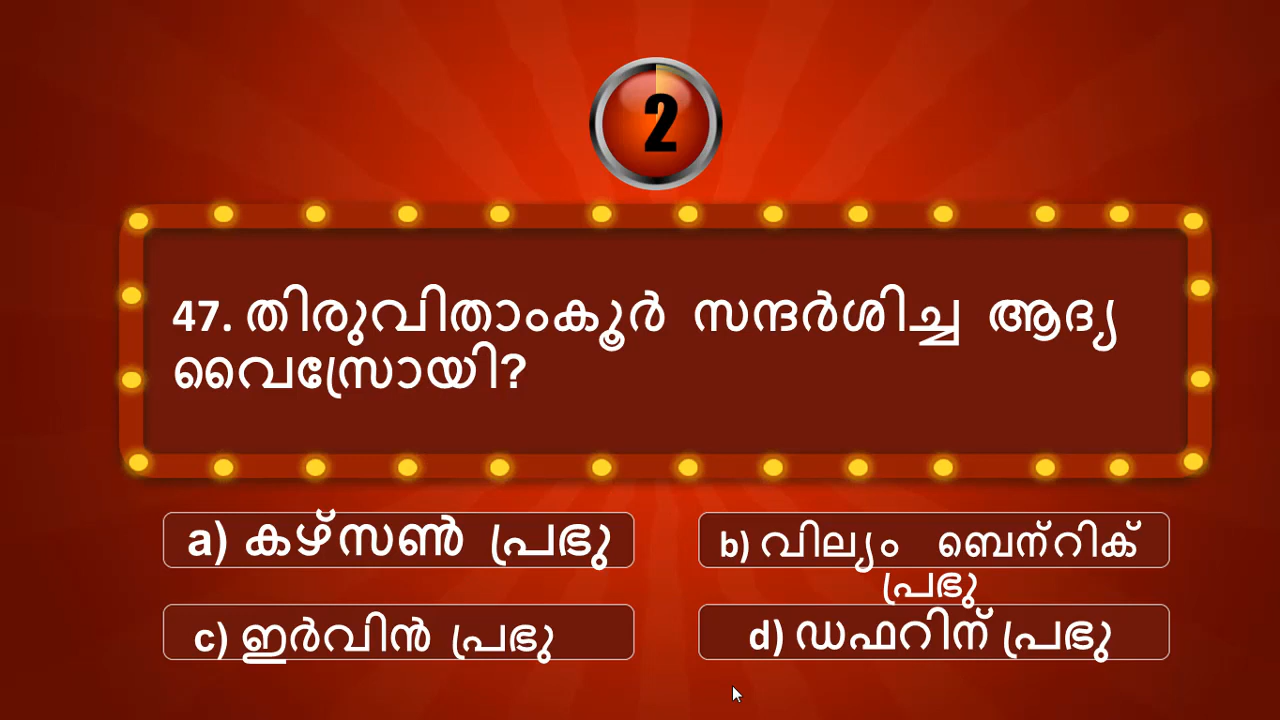 2
47. തിരുവിതാംകൂർ സന്ദർശിച്ച ആദ്യ
വൈസ്രോയി?
a) കഴ്സൺ പ്രഭു
b) വില്യം ബെന്റിക്
പ്രഭു
c) ഇർവിൻ പ്രഭു
d) ഡഫറിന് പ്രഭു